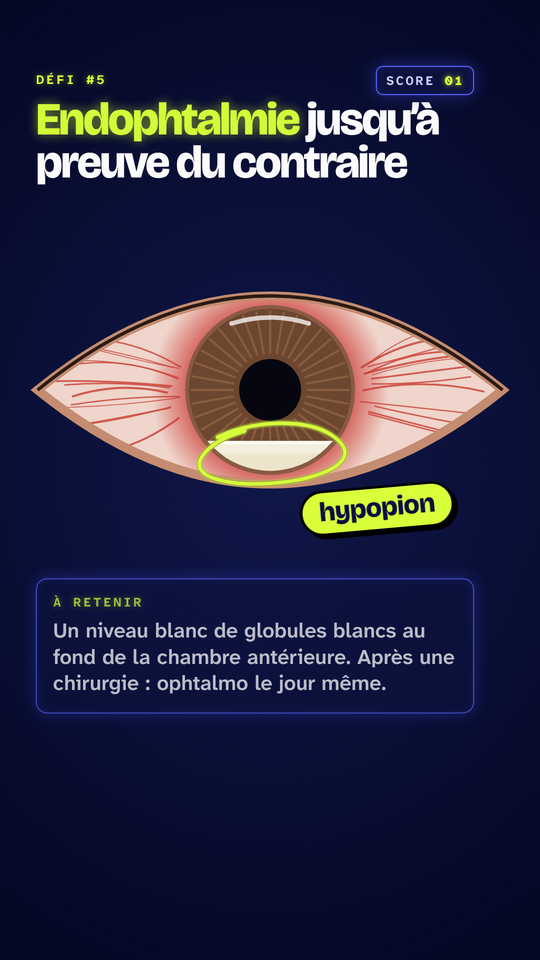 DÉFI #5
SCORE 01
Endophtalmie jusqu'à
preuve du contraire
hypopion
À RETENIR
Un niveau blanc de globules blancs au
fond de la chambre antérieure. Après une
chirurgie : ophtalmo le jour même.